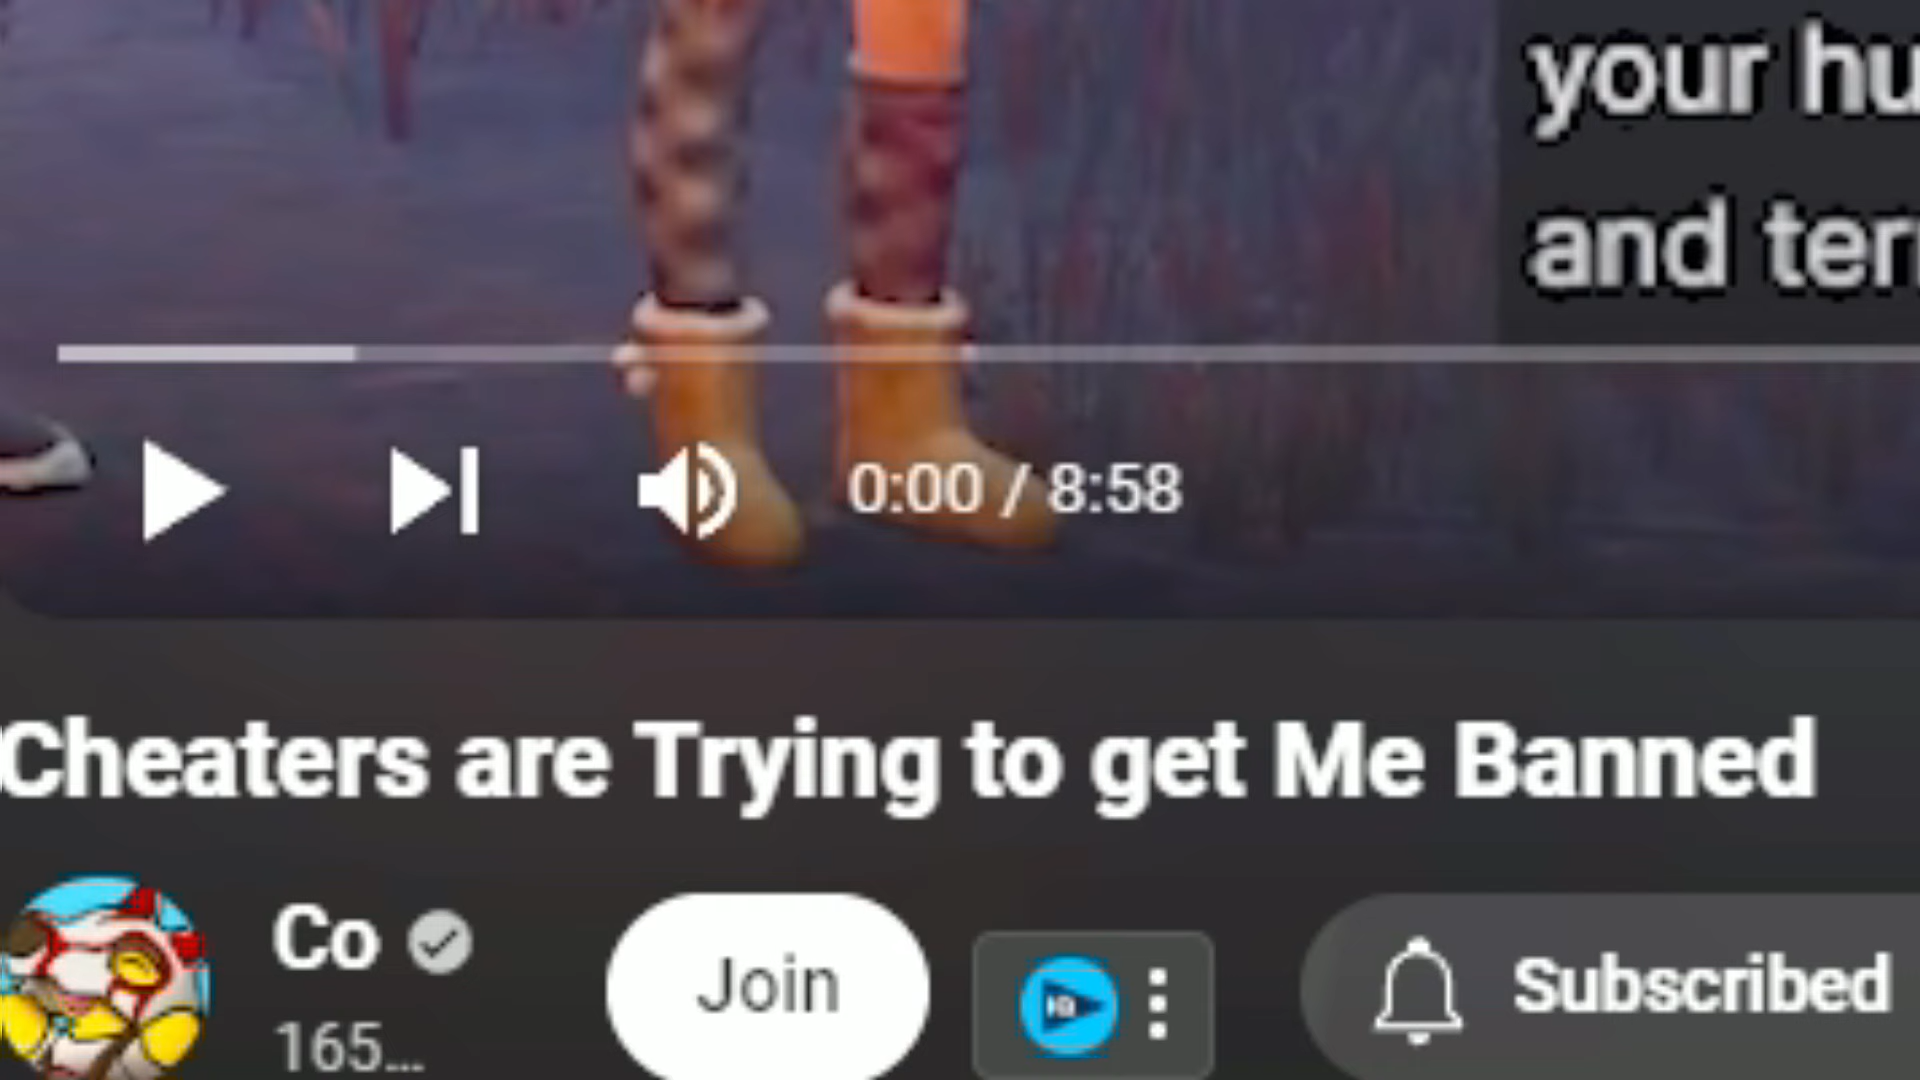 your hu
and ter
0:00 / 8:58
Cheaters are Trying to get Me Banned
Co
165...
Join
Subscribed